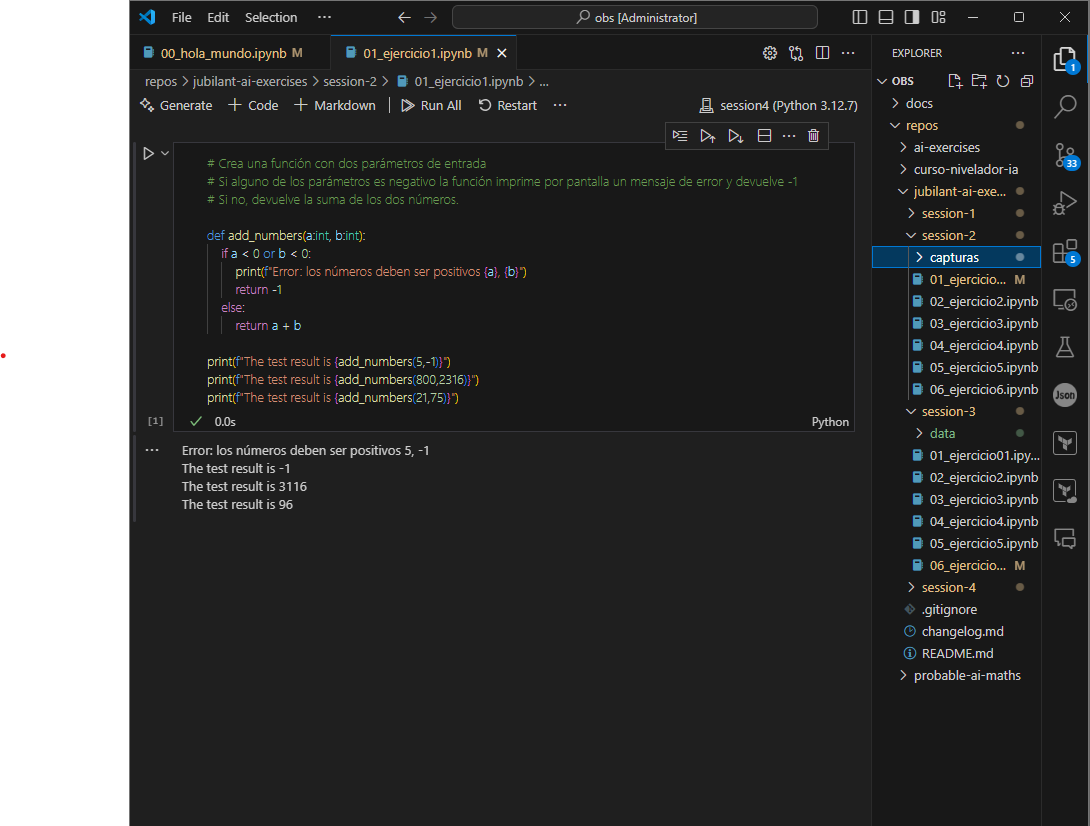 File Edit Selection ··· obs [Administrator]
00_hola_mundo.ipynb M 01_ejercicio1.ipynb M
repos > jubilant-ai-exercises > session-2 > 01_ejercicio1.ipynb > ...
Generate + Code + Markdown Run All Restart ··· session4 (Python 3.12.7)
# Crea una función con dos parámetros de entrada
# Si alguno de los parámetros es negativo la función imprime por pantalla un mensaje de error y devuelve -1
# Si no, devuelve la suma de los dos números.
def add_numbers(a:int, b:int):
if a < 0 or b < 0:
print(f"Error: los números deben ser positivos {a}, {b}")
return -1
else:
return a + b
print(f"The test result is {add_numbers(5,-1)}")
print(f"The test result is {add_numbers(800,2316)}")
print(f"The test result is {add_numbers(21,75)}")
[1] 0.0s Python
Error: los números deben ser positivos 5, -1
The test result is -1
The test result is 3116
The test result is 96
EXPLORER
OBS
docs
repos
ai-exercises
curso-nivelador-ia
jubilant-ai-exe...
session-1
session-2
capturas
01_ejercicio... M
02_ejercicio2.ipynb
03_ejercicio3.ipynb
04_ejercicio4.ipynb
05_ejercicio5.ipynb
06_ejercicio6.ipynb
session-3
data
01_ejercicio01.ipy...
02_ejercicio2.ipynb
03_ejercicio3.ipynb
04_ejercicio4.ipynb
05_ejercicio5.ipynb
06_ejercicio... M
session-4
.gitignore
changelog.md
README.md
probable-ai-maths
1
33
5
Json